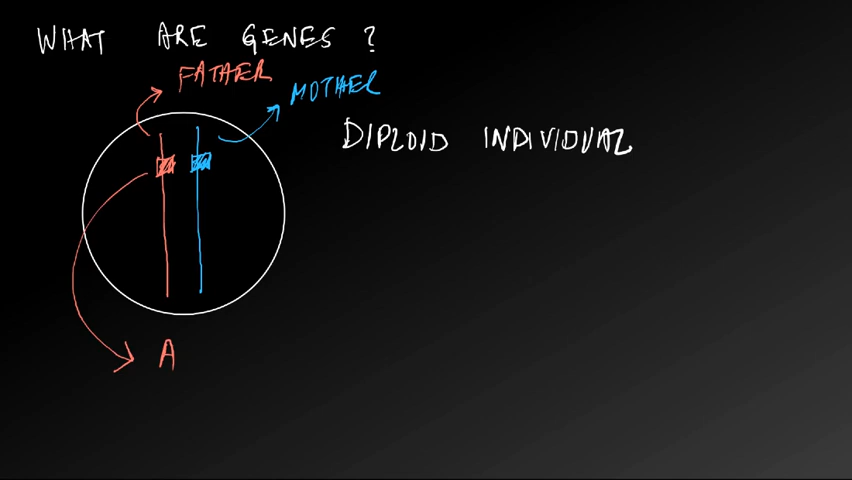 WHAT ARE GENES ?
FATHER
MOTHER
DIPLOID INDIVIDUAL
A